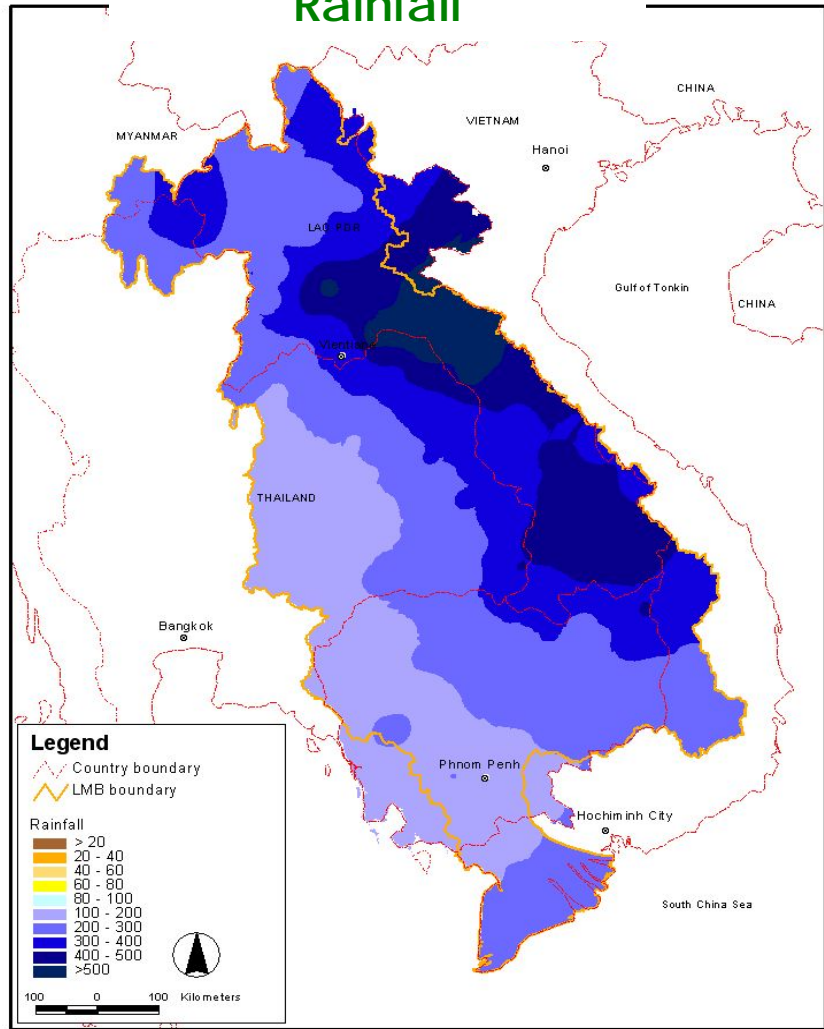 Rainfall
CHINA
MYANMAR
VIETNAM
Hanoi
LAO PDR
Gulf of Tonkin
CHINA
Vientiane
THAILAND
Bangkok
Phnom Penh
Hochiminh City
South China Sea
Legend
Country boundary
LMB boundary
Rainfall
> 20
20 - 40
40 - 60
60 - 80
80 - 100
100 - 200
200 - 300
300 - 400
400 - 500
>500
100 0 100 Kilometers